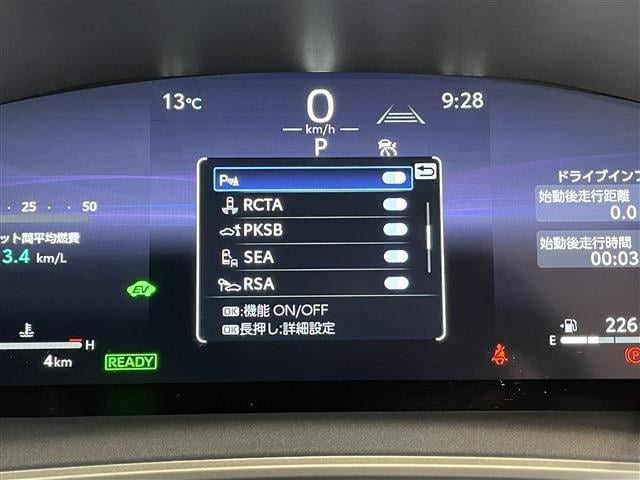 13℃
0
km/h
P
9:28
P
RCTA
PKSB
SEA
RSA
OK:機能 ON/OFF
OK長押し:詳細設定
25 50
ット間平均燃費
3.4 km/L
EV
H
4km
READY
ドライブインフ
始動後走行距離
0.0
始動後走行時間
00:03
E
226
P